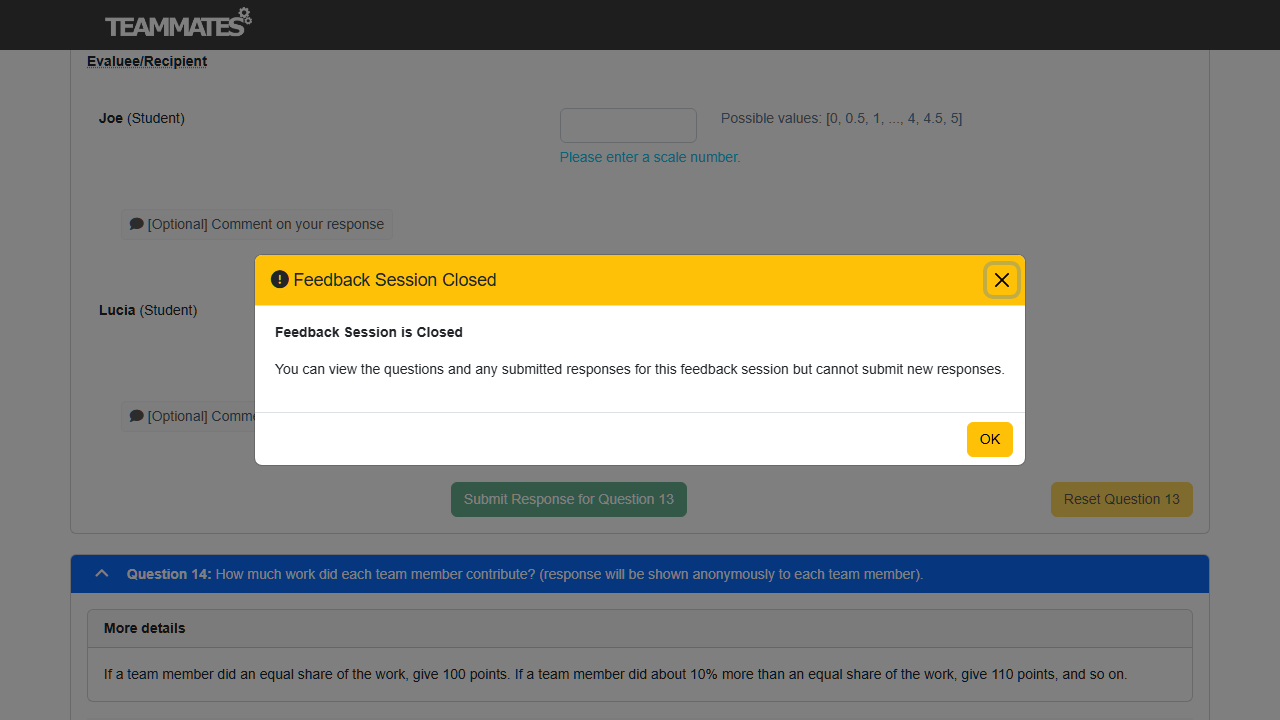 TEAMMATES
Evaluee/Recipient
Joe (Student)
Possible values: [0, 0.5, 1, ..., 4, 4.5, 5]
Please enter a scale number.
[Optional] Comment on your response
Feedback Session Closed
Feedback Session is Closed
Lucia (Student)
You can view the questions and any submitted responses for this feedback session but cannot submit new responses.
[Optional] Comm
OK
Submit Response for Question 13
Reset Question 13
Question 14: How much work did each team member contribute? (response will be shown anonymously to each team member).
More details
If a team member did an equal share of the work, give 100 points. If a team member did about 10% more than an equal share of the work, give 110 points, and so on.